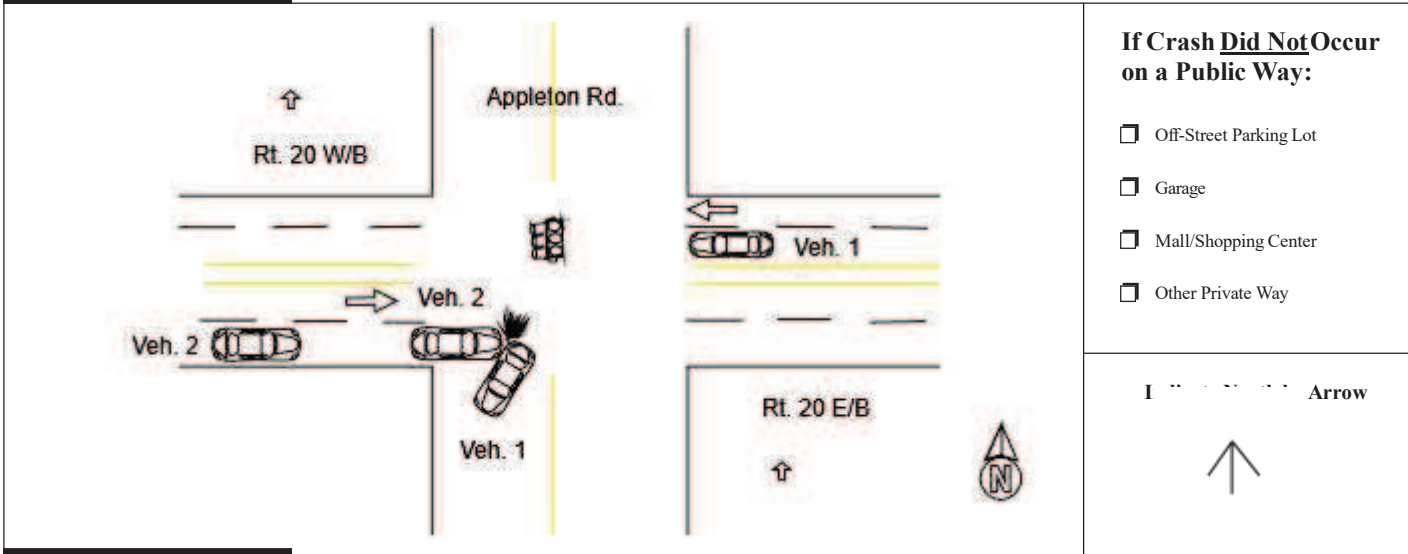 Appleton Rd.
Rt. 20 W/B
Veh. 1
Veh. 2
Veh. 2
Veh. 1
Rt. 20 E/B
N
If Crash Did Not Occur
on a Public Way:
Off-Street Parking Lot
Garage
Mall/Shopping Center
Other Private Way
Arrow